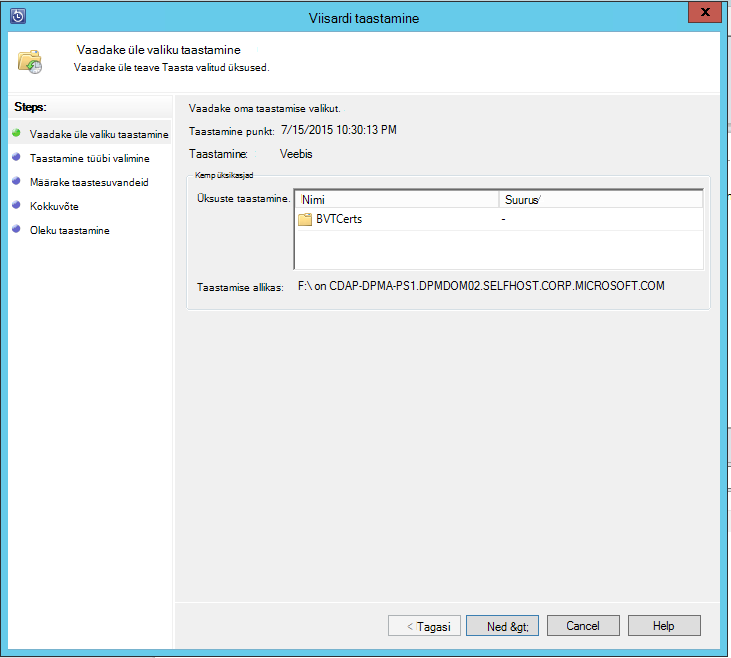 Viisardi taastamine
x
Vaadake üle valiku taastamine
Vaadake üle teave Taasta valitud üksused.
Steps:
Vaadake üle valiku taastamine
Taastamine tüübi valimine
Määrake taastesuvandeid
Kokkuvõte
Oleku taastamine
Vaadake oma taastamise valikut.
Taastamine punkt: 7/15/2015 10:30:13 PM
Taastamine: Veebis
Kemp üksikasjad
Üksuste taastamine.
Nimi Suurus
BVTCerts -
Taastamise allikas: F:\ on CDAP-DPMA-PS1.DPMDOM02.SELFHOST.CORP.MICROSOFT.COM
< Tagasi Ned &gt; Cancel Help